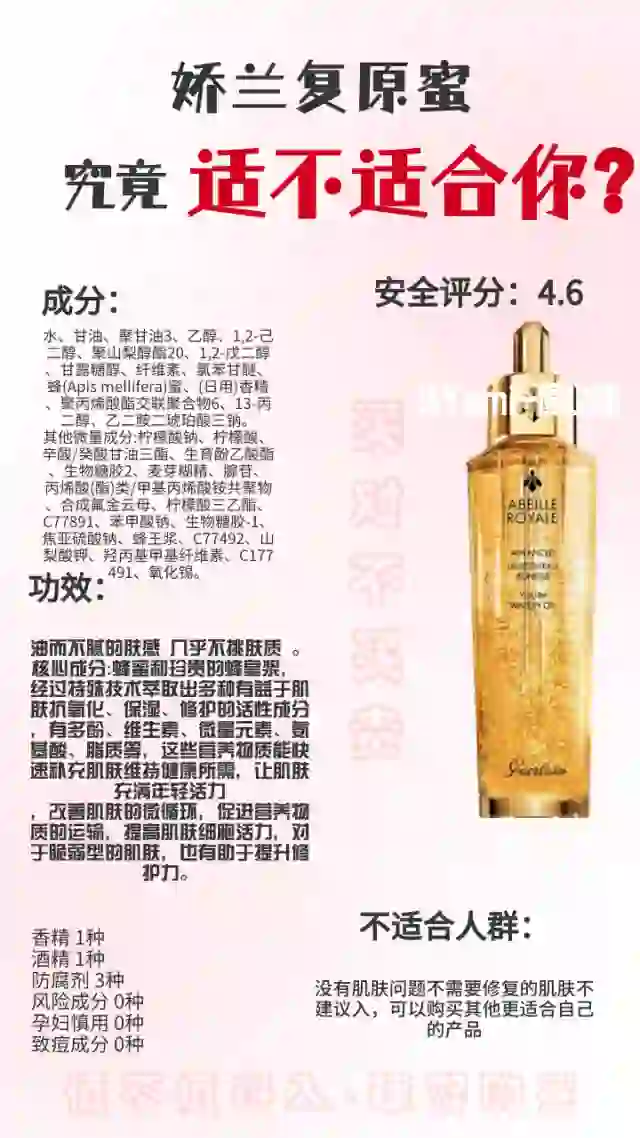 娇兰复原蜜
究竟 适不适合你?
成分：
水、甘油、聚甘油3、乙醇、1,2-己
二醇、聚山梨醇酯20、1,2-戊二醇
、甘露糖醇、纤维素、氯苯甘醚、
蜂(Apis mellifera)蜜、(日用)香精
、聚丙烯酸酯交联聚合物6、13-丙
二醇、乙二胺二琥珀酸三钠。
其他微量成分:柠檬酸钠、柠檬酸、
辛酸/癸酸甘油三酯、生育酚乙酸酯
、生物糖胶2、麦芽糊精、腺苷、
丙烯酸(酯)类/甲基丙烯酸铵共聚物
、合成氟金云母、柠檬酸三乙酯、
C77891、苯甲酸钠、生物糖胶-1、
焦亚硫酸钠、蜂王浆、C77492、山
梨酸钾、羟丙基甲基纤维素、C177
491、氧化锡。
功效：
油而不腻的肤感 几乎不挑肤质 。
核心成分:蜂蜜和珍贵的蜂皇浆，
经过特殊技术萃取出多种有益于肌
肤抗氧化、保湿、修护的活性成分
，有多酚、维生素、微量元素、氨
基酸、脂质等，这些营养物质能快
速补充肌肤维持健康所需，让肌肤
充满年轻活力
，改善肌肤的微循环，促进营养物
质的运输，提高肌肤细胞活力，对
于脆弱型的肌肤，也有助于提升修
护力。
香精 1种
酒精 1种
防腐剂 3种
风险成分 0种
孕妇慎用 0种
致痘成分 0种
安全评分：4.6
ABEILLE
ROYALE
ADVANCED
YOUTH
WATERY OIL
Guerlain
不适合人群：
没有肌肤问题不需要修复的肌肤不
建议入，可以购买其他更适合自己
的产品